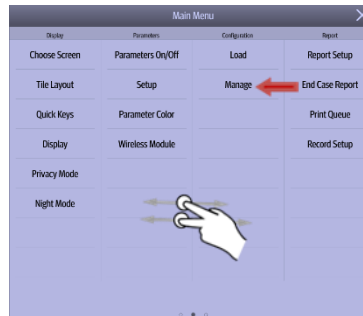 Main Menu
Display Parameters Configuration Report
Choose Screen Parameters On/Off Load Report Setup
Tile Layout Setup Manage End Case Report
Quick Keys Parameter Color Print Queue
Display Wireless Module Record Setup
Privacy Mode
Night Mode